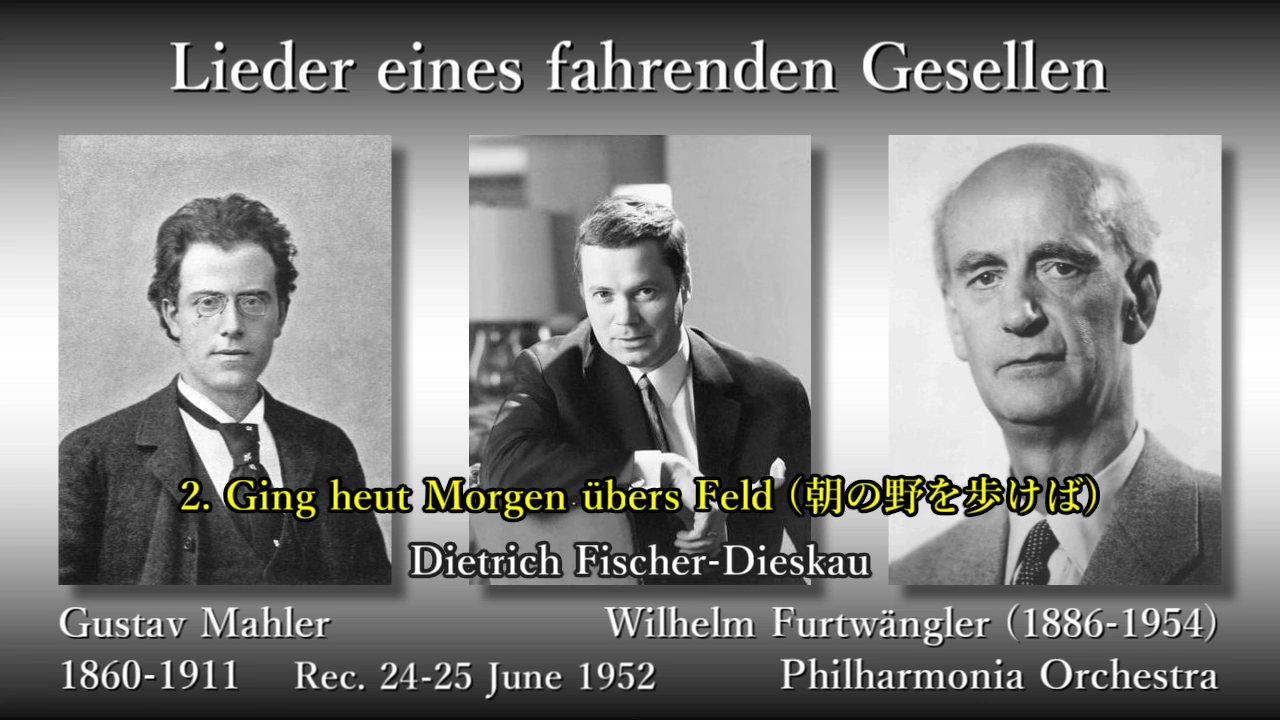 Lieder eines fahrenden Gesellen
2. Ging heut Morgen übers Feld (朝の野を歩けば)
Dietrich Fischer-Dieskau
Gustav Mahler
1860-1911
Rec. 24-25 June 1952
Wilhelm Furtwängler (1886-1954)
Philharmonia Orchestra